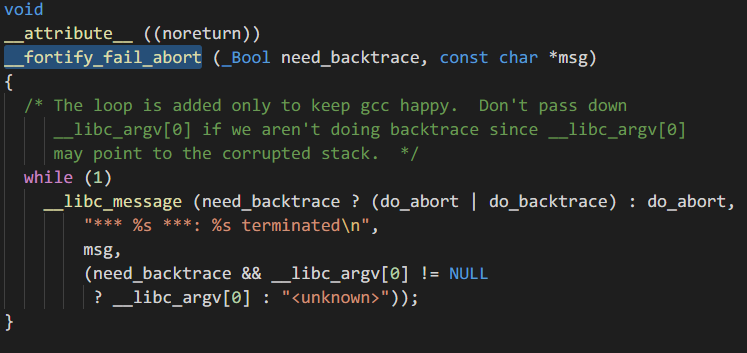 void
__attribute__ ((noreturn))
__fortify_fail_abort (_Bool need_backtrace, const char *msg)
{
  /* The loop is added only to keep gcc happy.  Don't pass down
     __libc_argv[0] if we aren't doing backtrace since __libc_argv[0]
     may point to the corrupted stack.  */
  while (1)
    __libc_message (need_backtrace ? (do_abort | do_backtrace) : do_abort,
        "*** %s ***: %s terminated\n",
        msg,
        (need_backtrace && __libc_argv[0] != NULL
         ? __libc_argv[0] : "<unknown>"));
}